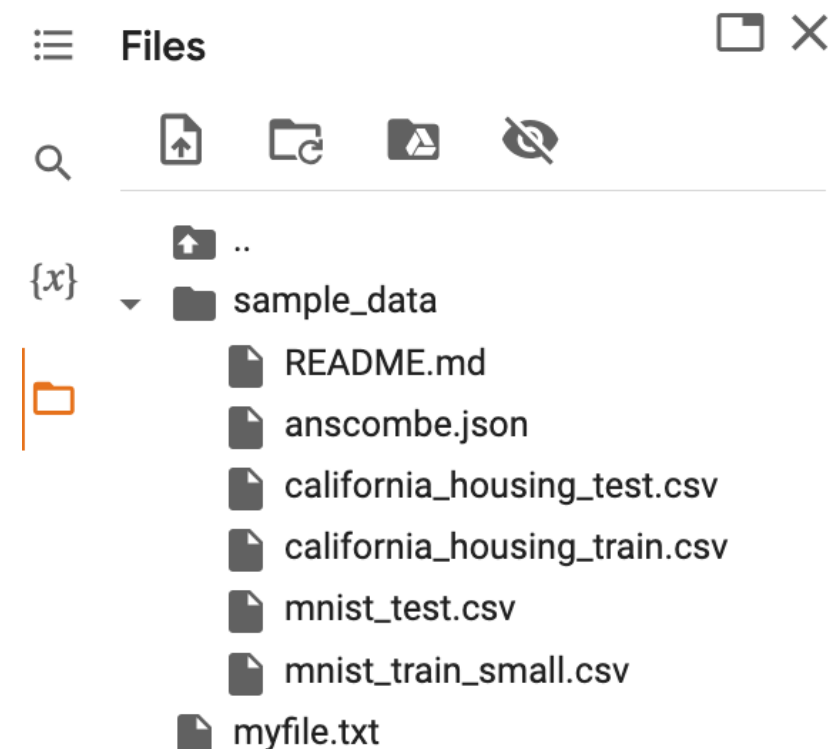 Files
{x}
..
sample_data
README.md
anscombe.json
california_housing_test.csv
california_housing_train.csv
mnist_test.csv
mnist_train_small.csv
myfile.txt